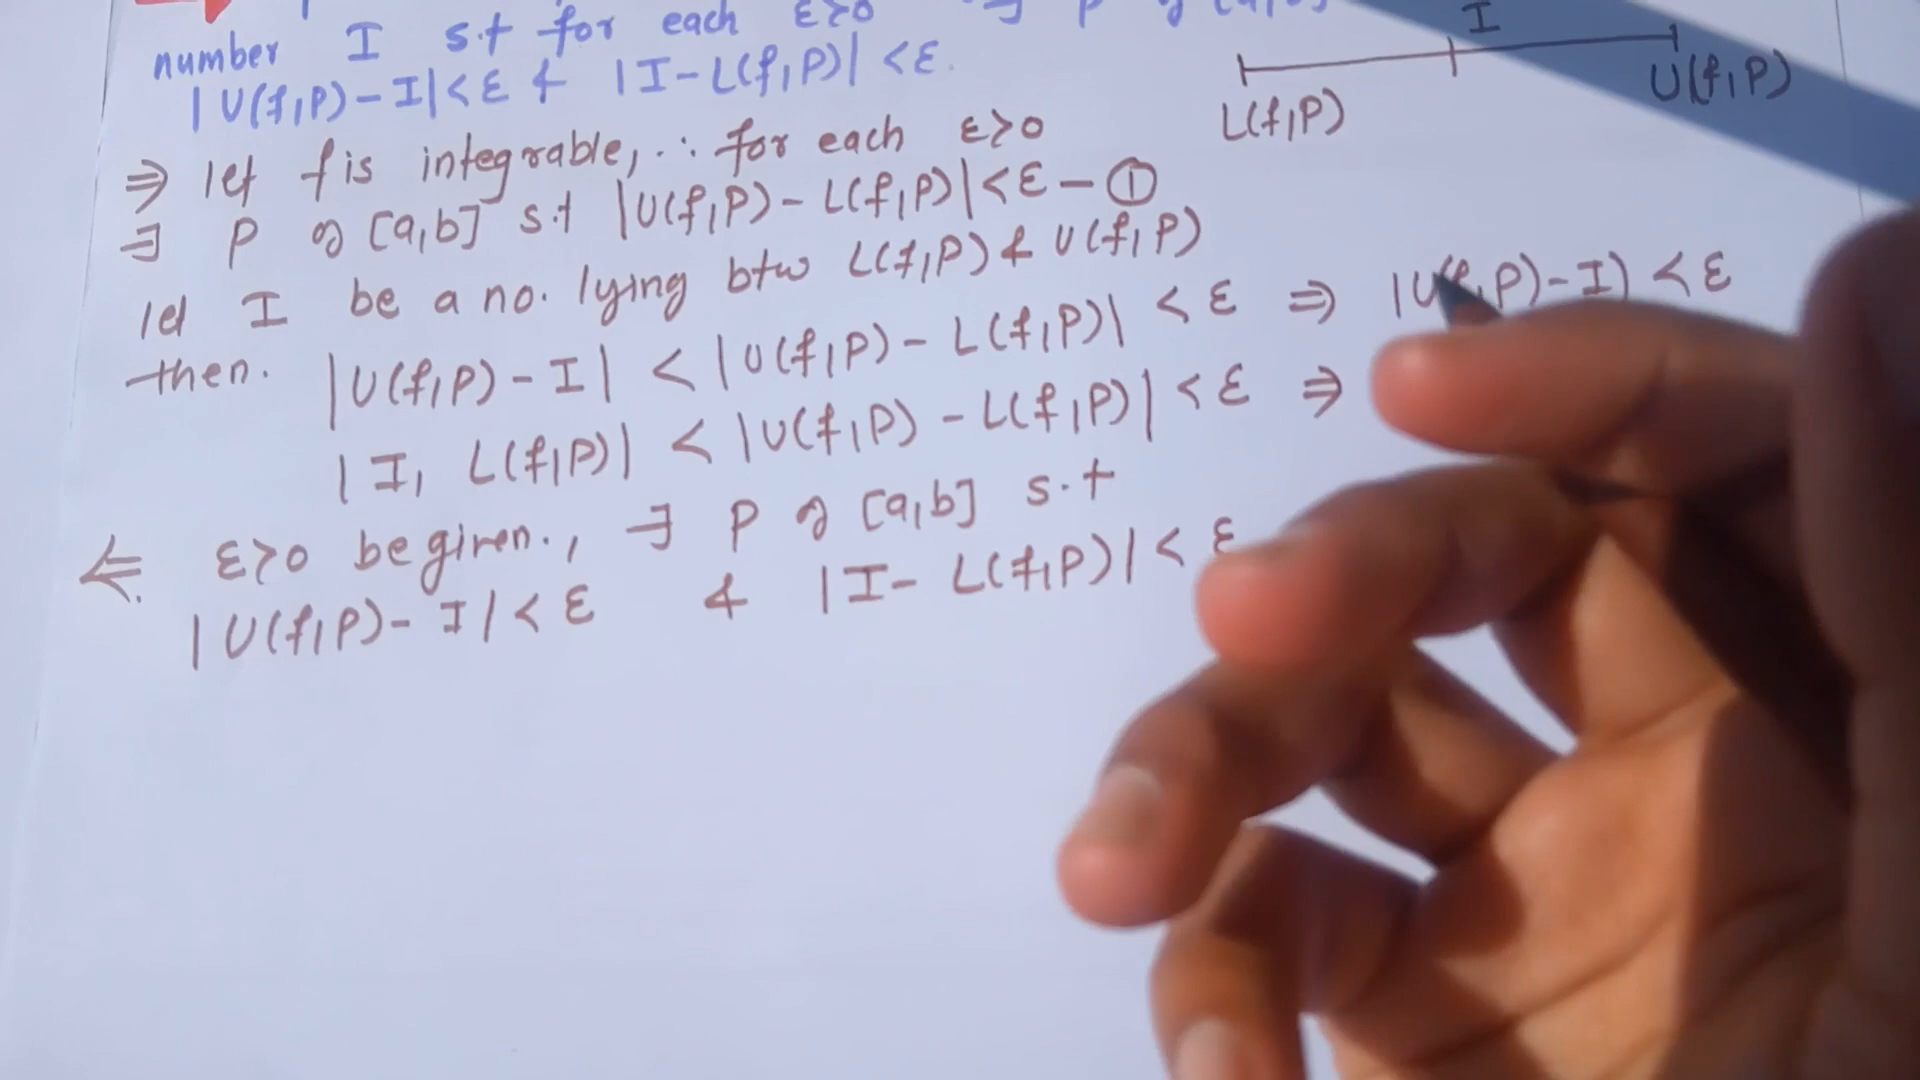 number I s.t for each ε>0 ∃ P of [a,b]
|U(f,P)-I|<ε & |I-L(f,P)|<ε.
I
L(f,P)
U(f,P)
⇒ let f is integrable, ∴ for each ε>0
∃ P of [a,b] s.t |U(f,P)-L(f,P)|<ε - ①
let I be a no. lying btw L(f,P) & U(f,P)
then. |U(f,P)-I| < |U(f,P)-L(f,P)| < ε ⇒ |U(f,P)-I| < ε
|I, L(f,P)| < |U(f,P)-L(f,P)| < ε ⇒
⇐. ε>0 be given., ∃ P of [a,b] s.t
|U(f,P)-I|<ε & |I-L(f,P)|<ε